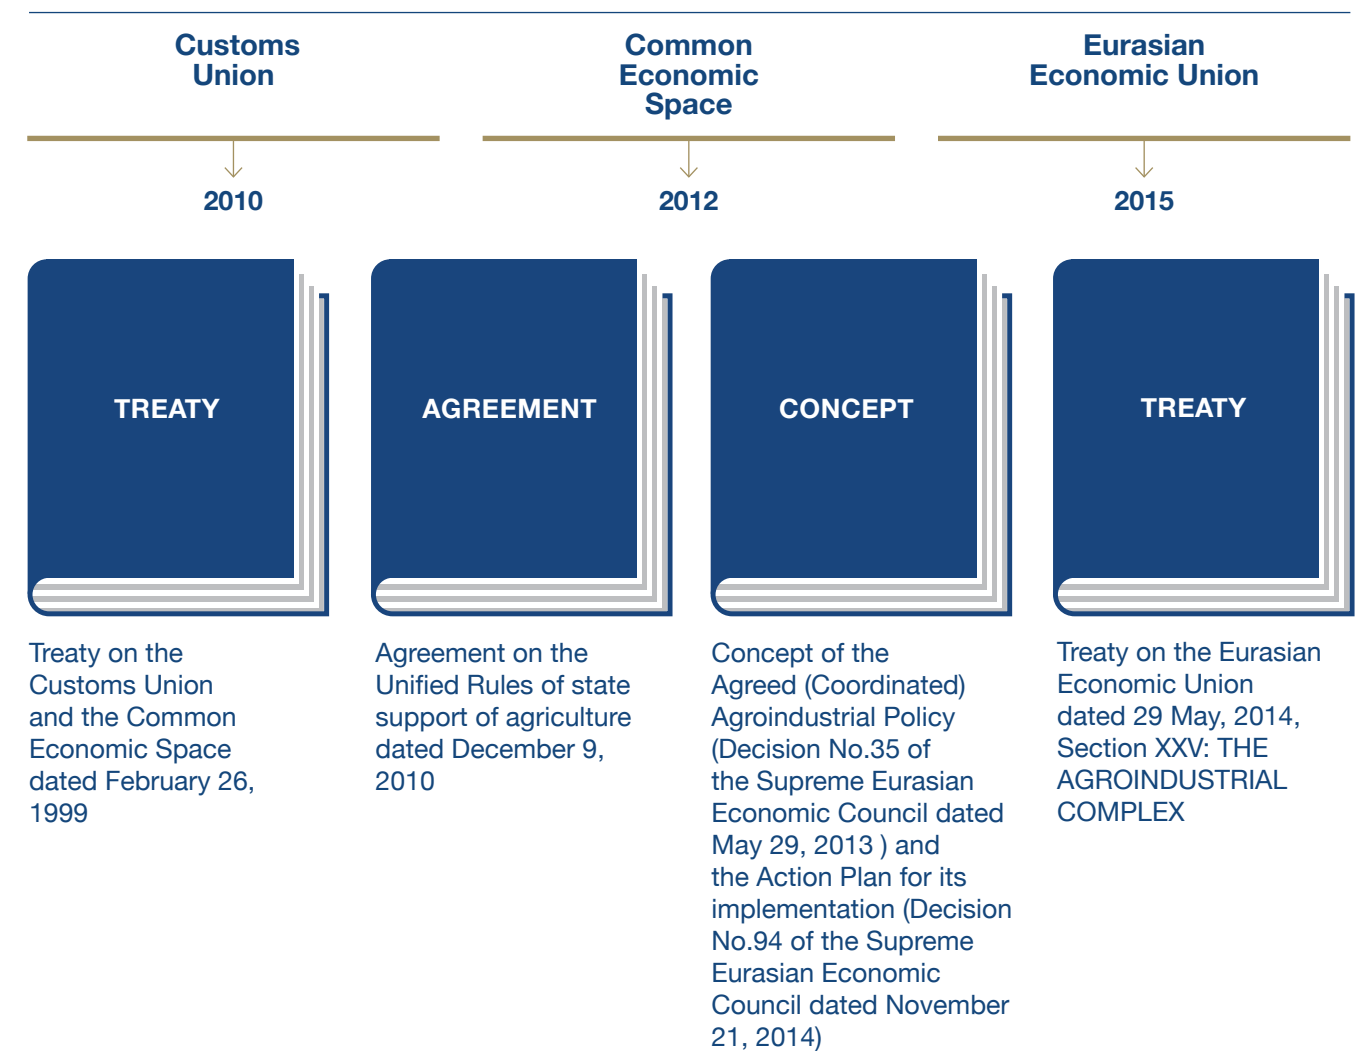 Customs
Union
Common
Economic
Space
Eurasian
Economic Union
2010
2012
2015
TREATY
AGREEMENT
CONCEPT
TREATY
Treaty on the
Customs Union
and the Common
Economic Space
dated February 26,
1999
Agreement on the
Unified Rules of state
support of agriculture
dated December 9,
2010
Concept of the
Agreed (Coordinated)
Agroindustrial Policy
(Decision No.35 of
the Supreme Eurasian
Economic Council dated
May 29, 2013 ) and
the Action Plan for its
implementation (Decision
No.94 of the Supreme
Eurasian Economic
Council dated November
21, 2014)
Treaty on the Eurasian
Economic Union
dated 29 May, 2014,
Section XXV: THE
AGROINDUSTRIAL
COMPLEX